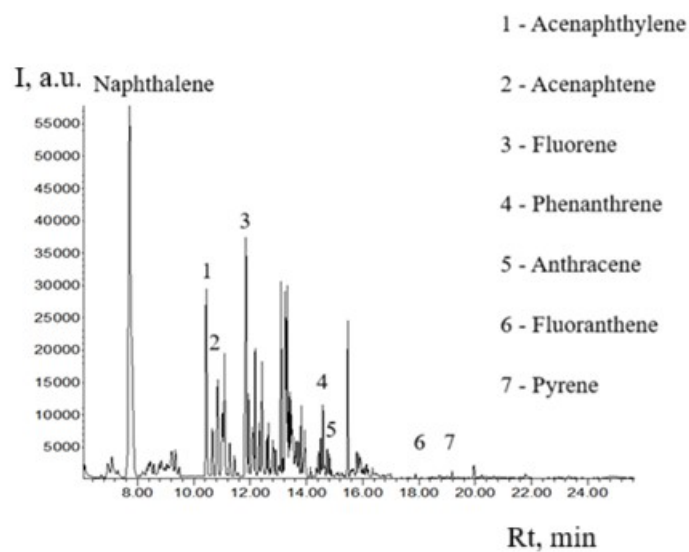 1 - Acenaphthylene
I, a.u. Naphthalene
2 - Acenaphtene
55000
50000
3 - Fluorene
45000
40000
3
4 - Phenanthrene
35000
1
30000
5 - Anthracene
25000
2
20000
6 - Fluoranthene
15000
4
7 - Pyrene
10000
5
6 7
5000
8.00 10.00 12.00 14.00 16.00 18.00 20.00 22.00 24.00
Rt, min